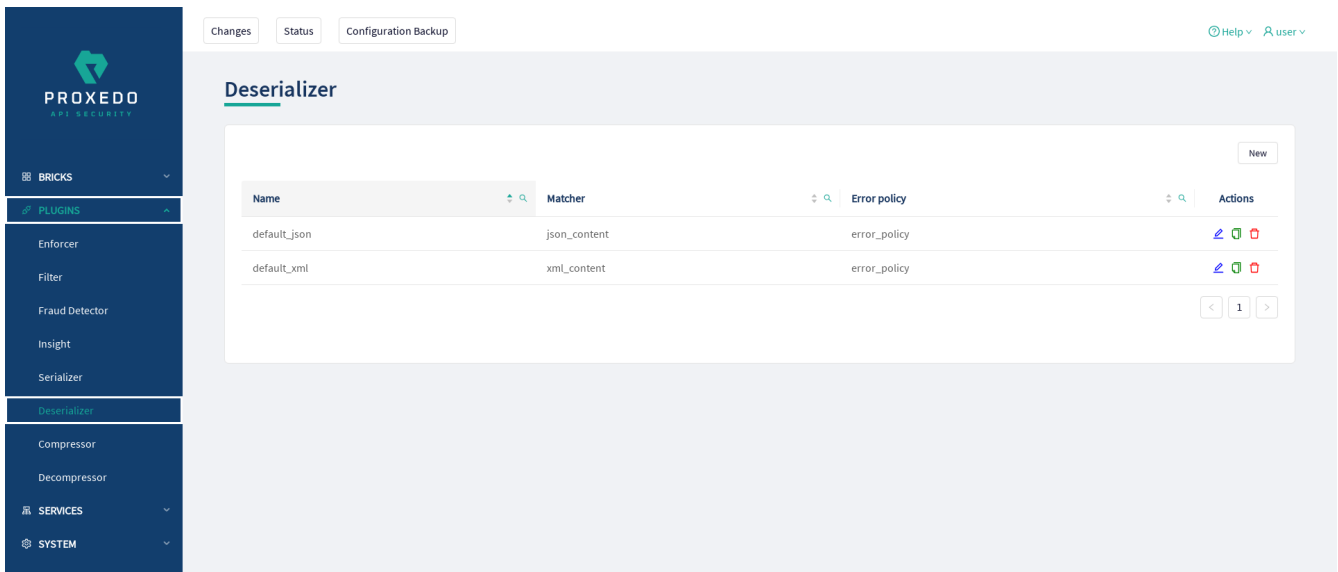 Changes Status Configuration Backup Help user
PROXEDO
API SECURITY
BRICKS
PLUGINS
Enforcer
Filter
Fraud Detector
Insight
Serializer
Deserializer
Compressor
Decompressor
SERVICES
SYSTEM
Deserializer
New
Name Matcher Error policy Actions
default_json json_content error_policy
default_xml xml_content error_policy
< 1 >